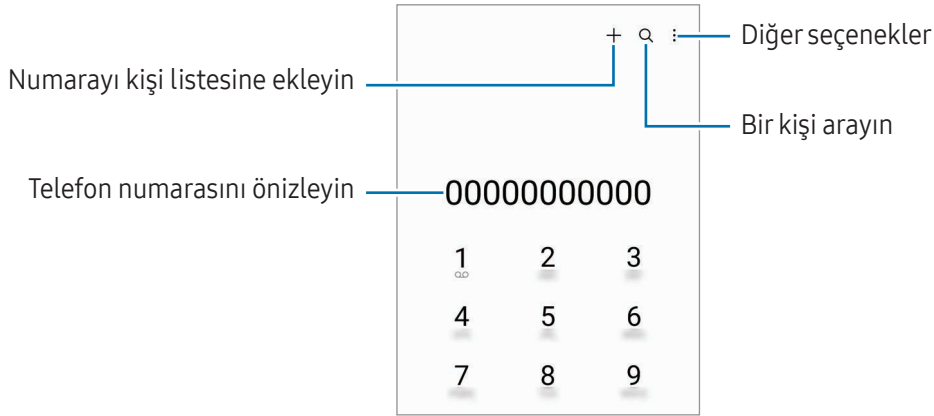 Diğer seçenekler
Numarayı kişi listesine ekleyin
Bir kişi arayın
Telefon numarasını önizleyin
00000000000
1 2 3
4 5 6
7 8 9